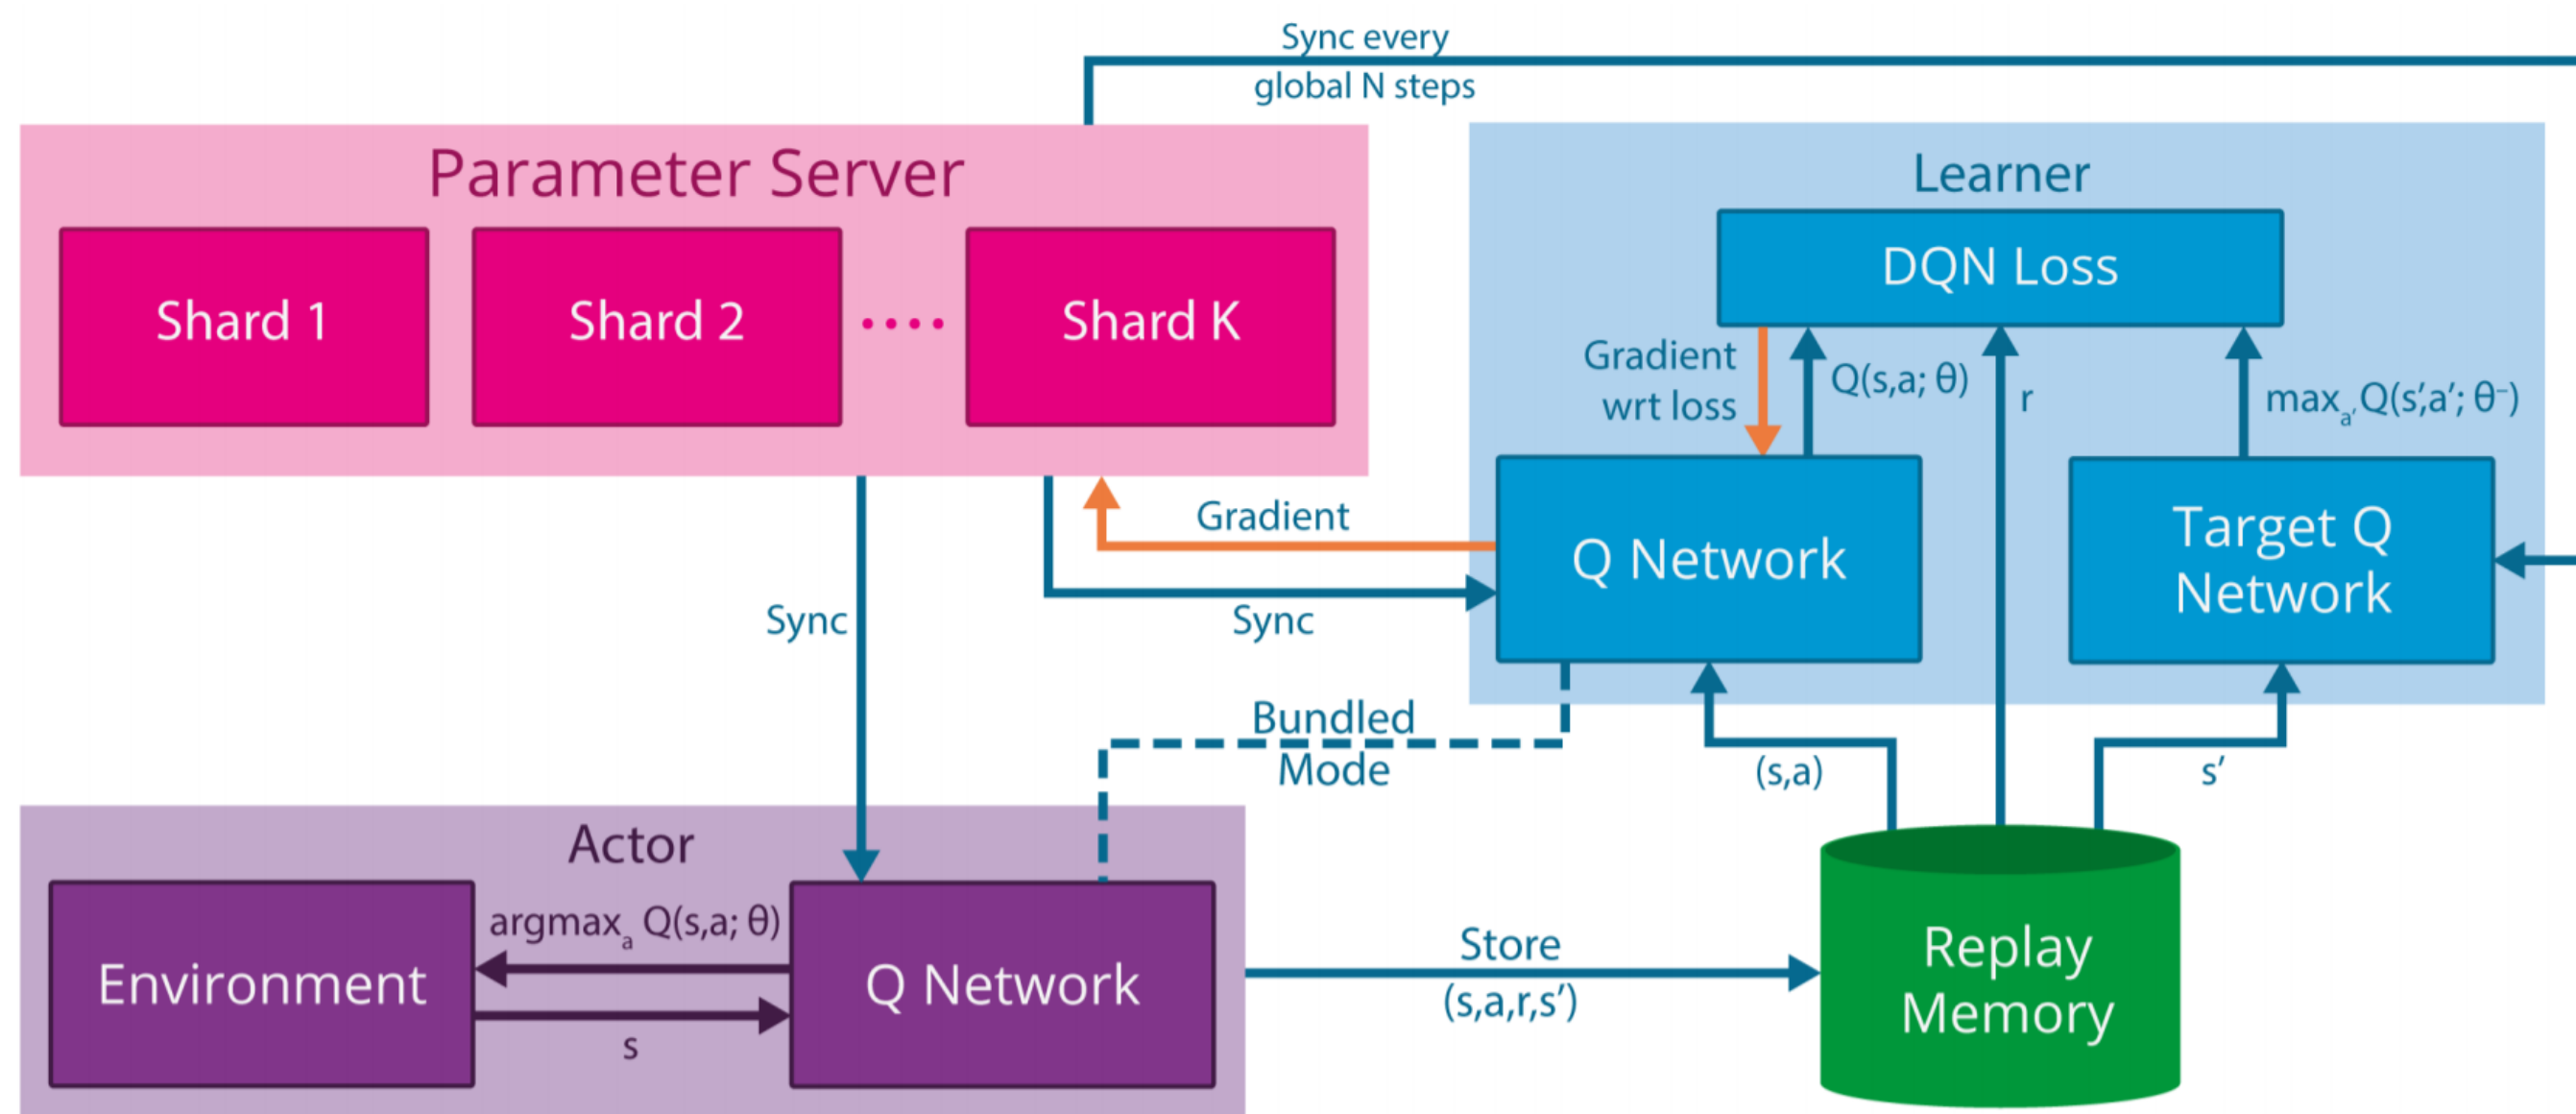 Sync every
global N steps
Parameter Server
Shard 1
Shard 2
Shard K
Learner
DQN Loss
Gradient
wrt loss
Q(s,a; θ)
r
maxₐ′Q(s′,a′; θ⁻)
Gradient
Q Network
Target Q
Network
Sync
Sync
Bundled
Mode
(s,a)
s′
Actor
Environment
argmaxₐ Q(s,a; θ)
s
Q Network
Store
(s,a,r,s′)
Replay
Memory